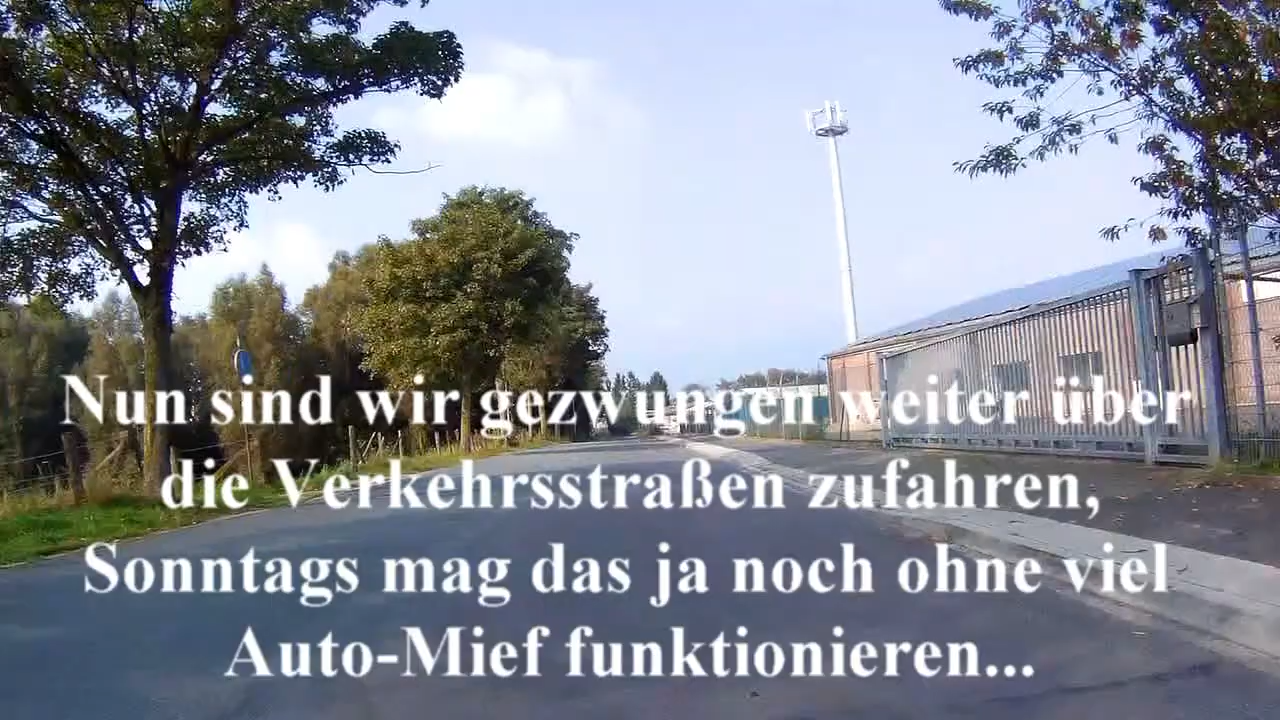 Nun sind wir gezwungen weiter über
die Verkehrsstraßen zufahren,
Sonntags mag das ja noch ohne viel
Auto-Mief funktionieren...